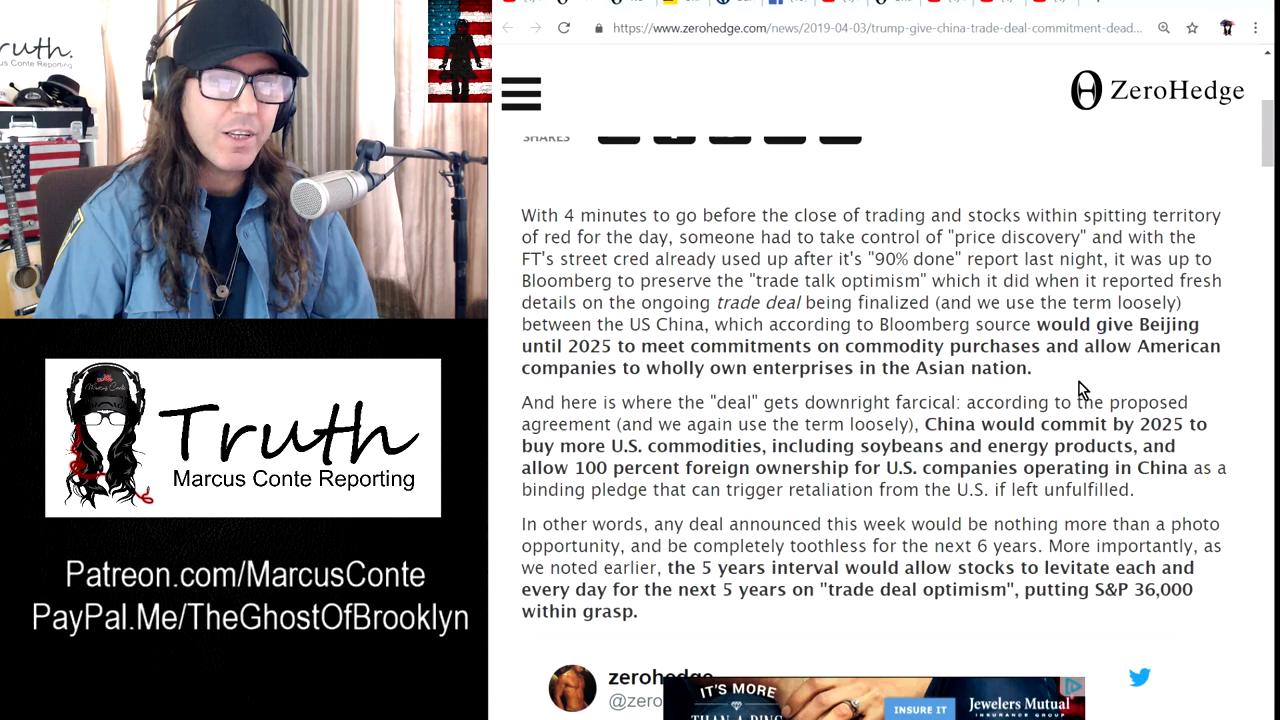 Truth.
us Conte Reporting
https://www.zerohedge.com/news/2019-04-03/trump-give-china-trade-deal-commitment-dead...
ZeroHedge
SHARES
With 4 minutes to go before the close of trading and stocks within spitting territory
of red for the day, someone had to take control of "price discovery" and with the
FT's street cred already used up after it's "90% done" report last night, it was up to
Bloomberg to preserve the "trade talk optimism" which it did when it reported fresh
details on the ongoing trade deal being finalized (and we use the term loosely)
between the US China, which according to Bloomberg source would give Beijing
until 2025 to meet commitments on commodity purchases and allow American
companies to wholly own enterprises in the Asian nation.
And here is where the "deal" gets downright farcical: according to the proposed
agreement (and we again use the term loosely), China would commit by 2025 to
buy more U.S. commodities, including soybeans and energy products, and
allow 100 percent foreign ownership for U.S. companies operating in China as a
binding pledge that can trigger retaliation from the U.S. if left unfulfilled.
In other words, any deal announced this week would be nothing more than a photo
opportunity, and be completely toothless for the next 6 years. More importantly, as
we noted earlier, the 5 years interval would allow stocks to levitate each and
every day for the next 5 years on "trade deal optimism", putting S&P 36,000
within grasp.
zerohedge
@zero
IT'S MORE
THAN A RING
INSURE IT
Jewelers Mutual
INSURANCE GROUP
Truth
Marcus Conte Reporting
Patreon.com/MarcusConte
PayPal.Me/TheGhostOfBrooklyn